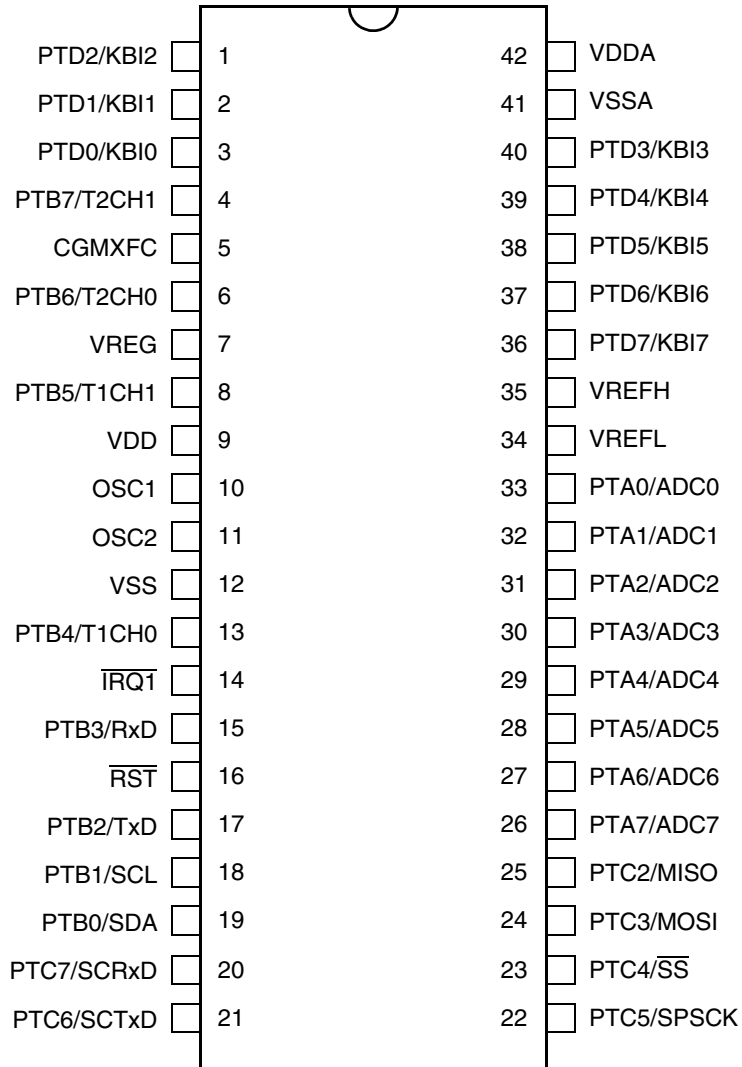 PTD2/KBI2 1 42 VDDA
PTD1/KBI1 2 41 VSSA
PTD0/KBI0 3 40 PTD3/KBI3
PTB7/T2CH1 4 39 PTD4/KBI4
CGMXFC 5 38 PTD5/KBI5
PTB6/T2CH0 6 37 PTD6/KBI6
VREG 7 36 PTD7/KBI7
PTB5/T1CH1 8 35 VREFH
VDD 9 34 VREFL
OSC1 10 33 PTA0/ADC0
OSC2 11 32 PTA1/ADC1
VSS 12 31 PTA2/ADC2
PTB4/T1CH0 13 30 PTA3/ADC3
IRQ1 14 29 PTA4/ADC4
PTB3/RxD 15 28 PTA5/ADC5
RST 16 27 PTA6/ADC6
PTB2/TxD 17 26 PTA7/ADC7
PTB1/SCL 18 25 PTC2/MISO
PTB0/SDA 19 24 PTC3/MOSI
PTC7/SCRxD 20 23 PTC4/SS
PTC6/SCTxD 21 22 PTC5/SPSCK